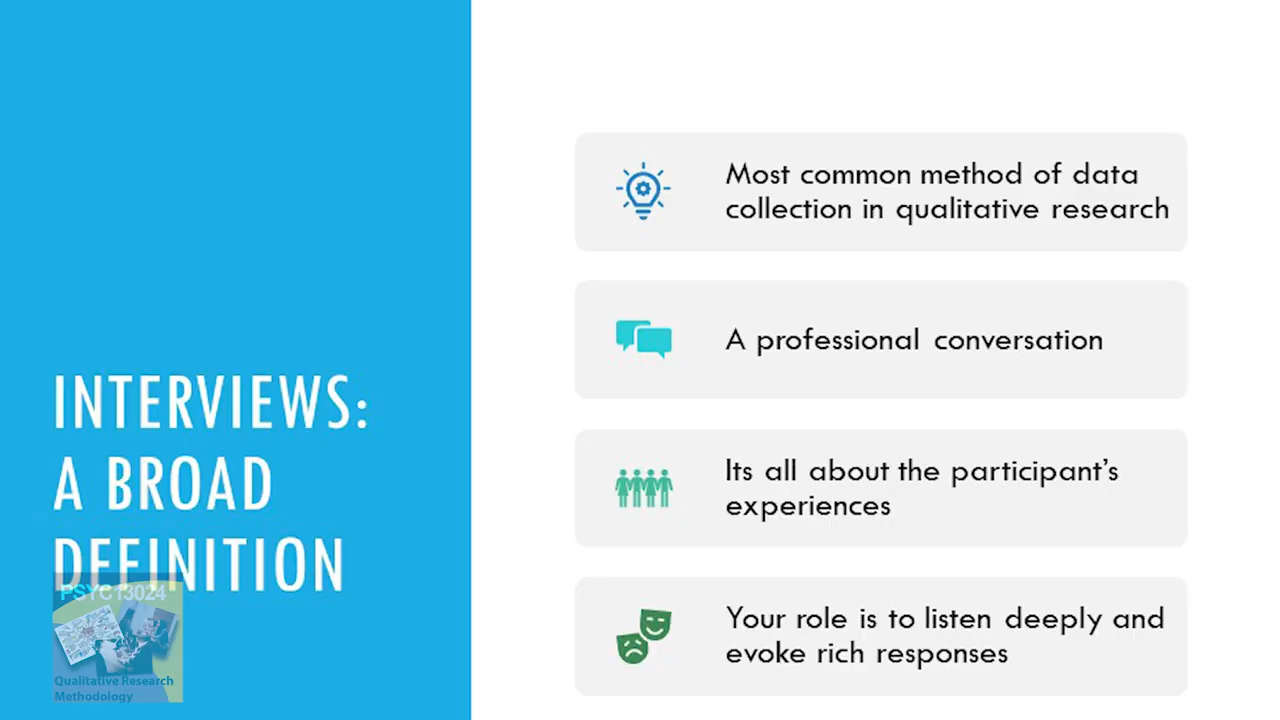 INTERVIEWS:
A BROAD
DEFINITION
PSYC13024
Qualitative Research
Methodology
Most common method of data
collection in qualitative research
A professional conversation
Its all about the participant’s
experiences
Your role is to listen deeply and
evoke rich responses